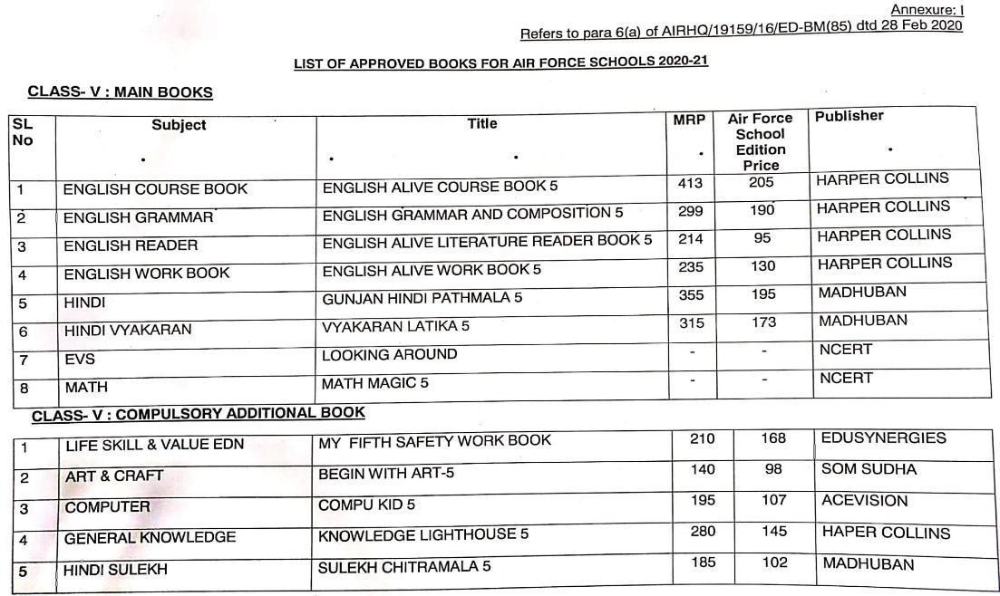 Annexure: I
Refers to para 6(a) of AIRHQ/19159/16/ED-BM(85) dtd 28 Feb 2020
LIST OF APPROVED BOOKS FOR AIR FORCE SCHOOLS 2020-21
CLASS- V : MAIN BOOKS
SL No Subject Title MRP Air Force School Edition Price Publisher
1 ENGLISH COURSE BOOK ENGLISH ALIVE COURSE BOOK 5 413 205 HARPER COLLINS
2 ENGLISH GRAMMAR ENGLISH GRAMMAR AND COMPOSITION 5 299 190 HARPER COLLINS
3 ENGLISH READER ENGLISH ALIVE LITERATURE READER BOOK 5 214 95 HARPER COLLINS
4 ENGLISH WORK BOOK ENGLISH ALIVE WORK BOOK 5 235 130 HARPER COLLINS
5 HINDI GUNJAN HINDI PATHMALA 5 355 195 MADHUBAN
6 HINDI VYAKARAN VYAKARAN LATIKA 5 315 173 MADHUBAN
7 EVS LOOKING AROUND - - NCERT
8 MATH MATH MAGIC 5 - - NCERT
CLASS- V : COMPULSORY ADDITIONAL BOOK
1 LIFE SKILL & VALUE EDN MY FIFTH SAFETY WORK BOOK 210 168 EDUSYNERGIES
2 ART & CRAFT BEGIN WITH ART-5 140 98 SOM SUDHA
3 COMPUTER COMPU KID 5 195 107 ACEVISION
4 GENERAL KNOWLEDGE KNOWLEDGE LIGHTHOUSE 5 280 145 HAPER COLLINS
5 HINDI SULEKH SULEKH CHITRAMALA 5 185 102 MADHUBAN